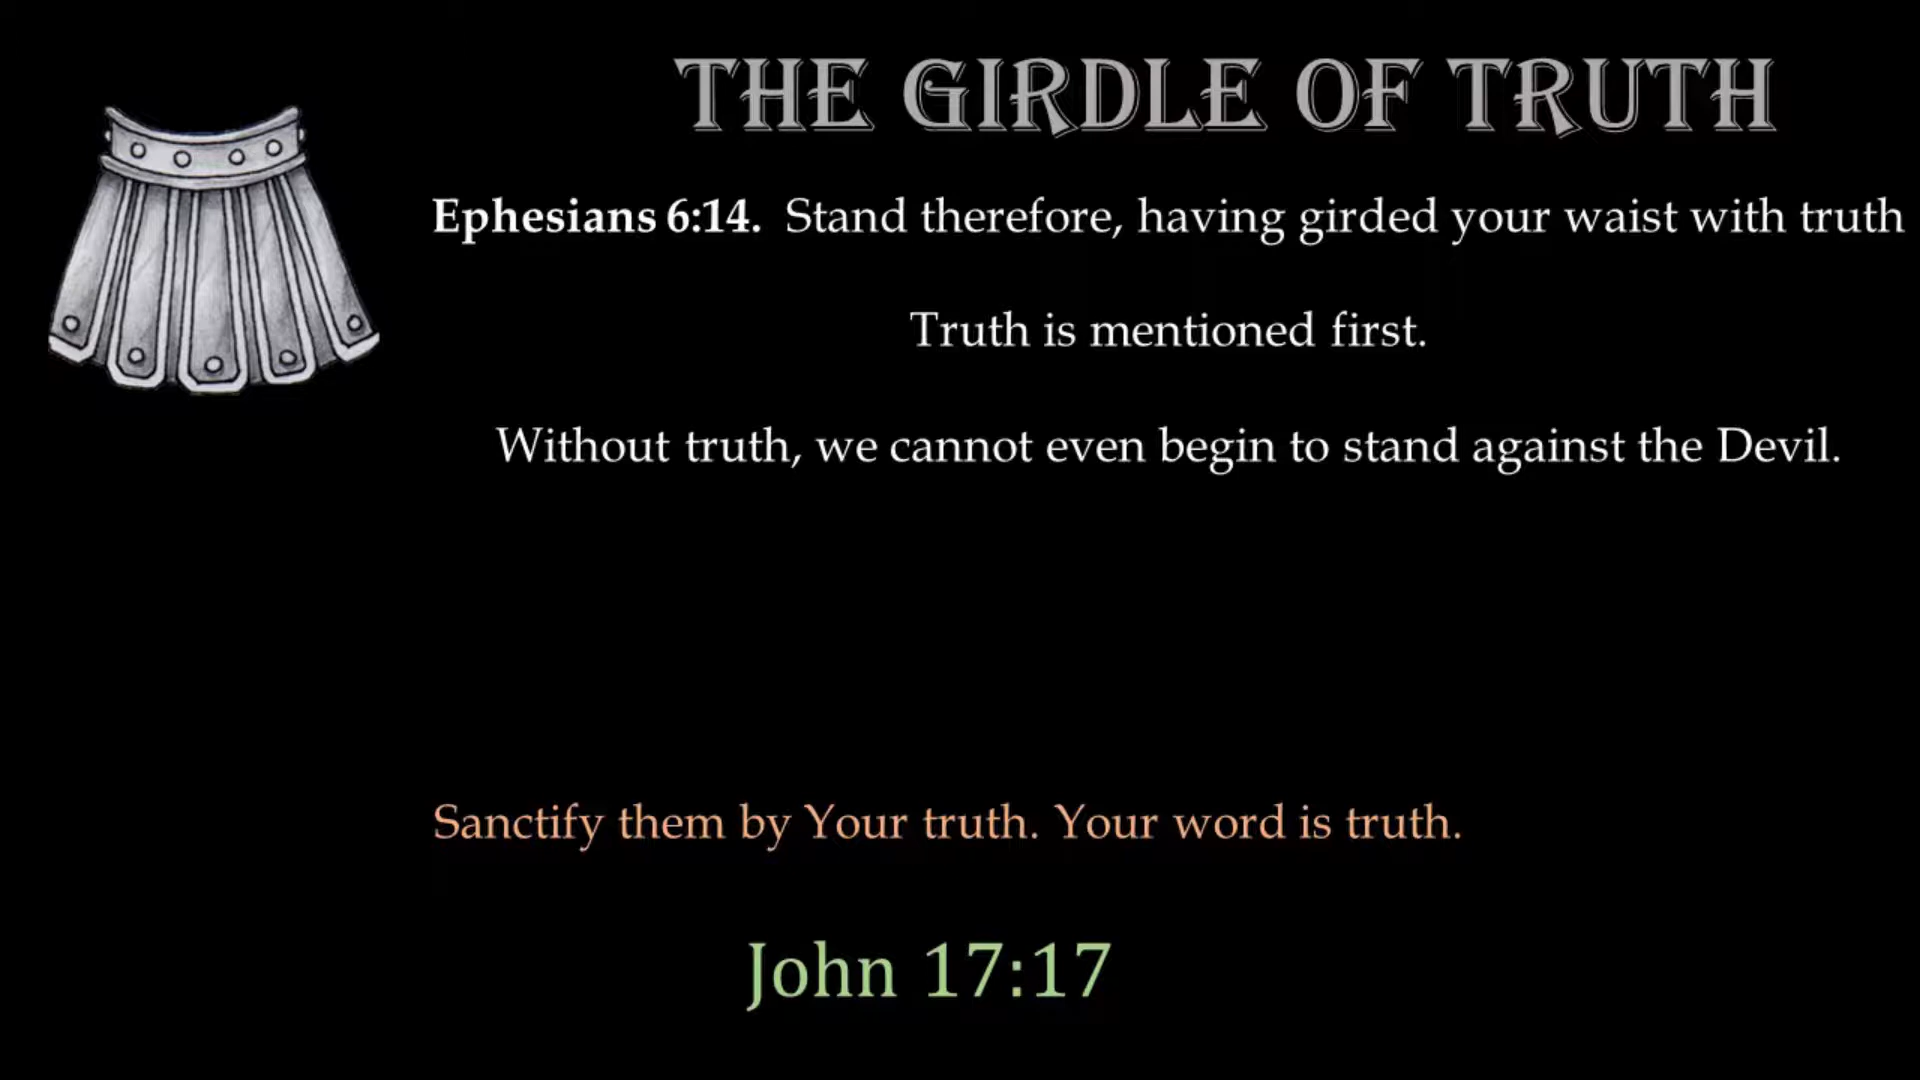 THE GIRDLE OF TRUTH
Ephesians 6:14. Stand therefore, having girded your waist with truth
Truth is mentioned first.
Without truth, we cannot even begin to stand against the Devil.
Sanctify them by Your truth. Your word is truth.
John 17:17